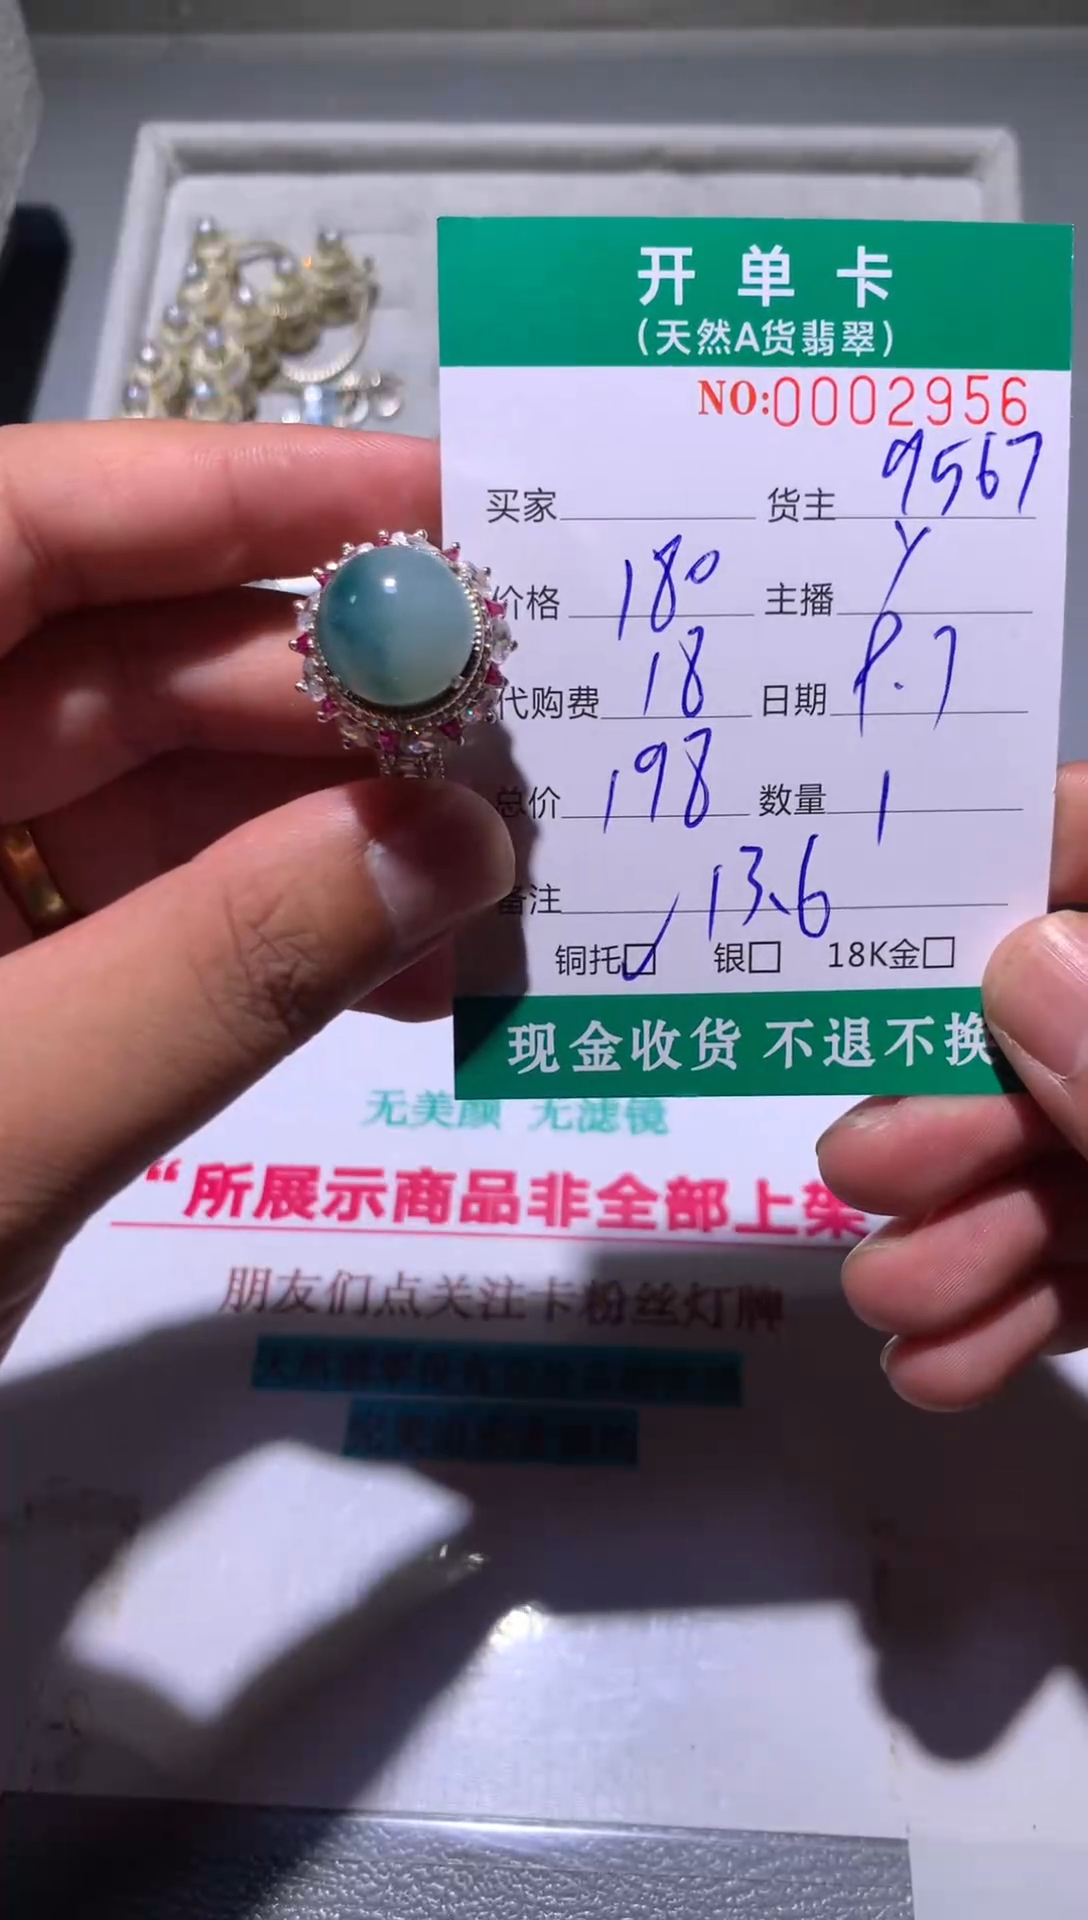 开单卡
(天然A货翡翠)
NO:0002956
买家 货主 9567
价格 180 主播 Y
代购费 18 日期 8.7
总价 198 数量 1
备注 13.6
铜托☑ 银□ 18K金□
现金收货 不退不换
无美颜 无滤镜
“所展示商品非全部上架
朋友们点关注卡粉丝灯牌